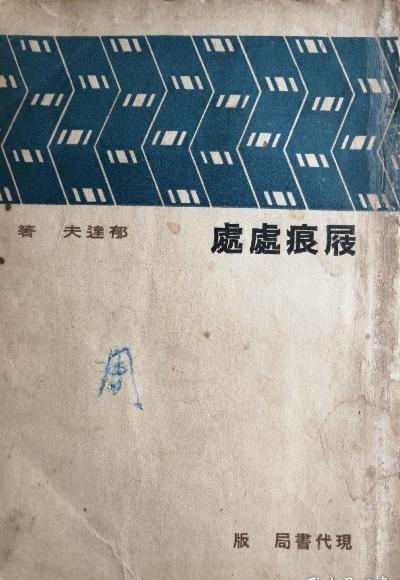 屐痕處處
郁達夫 著
周
現代書局 版